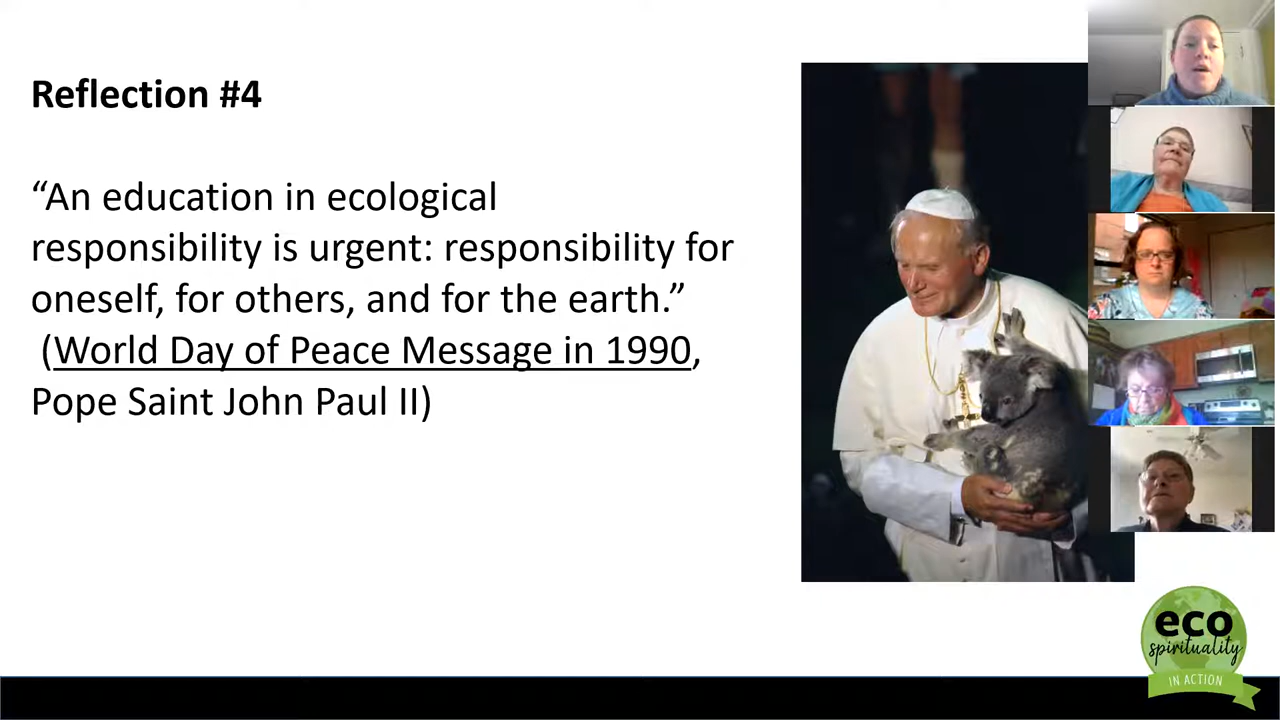 Reflection #4
“An education in ecological
responsibility is urgent: responsibility for
oneself, for others, and for the earth.”
(World Day of Peace Message in 1990,
Pope Saint John Paul II)
eco
spirituality
IN ACTION